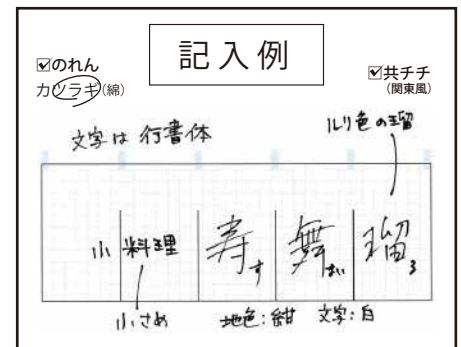 記入例
☑のれん
カツラギ(綿)
☑共チチ
(関東風)
ルリ色の瑠
文字は 行書体
小 料理 寿 舞 瑠
す まい る
小さめ
地色:紺 文字:白